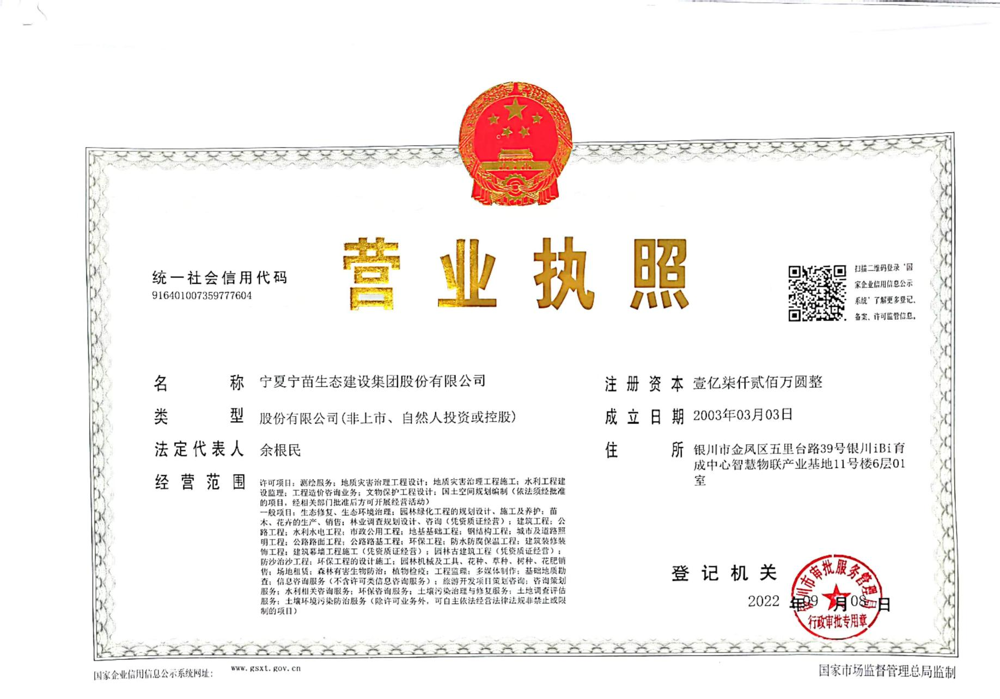 营业执照
统一社会信用代码
916401007359777604
扫描二维码登录‘国
家企业信用信息公示
系统’了解更多登记、
备案、许可监管信息。
名称 宁夏宁苗生态建设集团股份有限公司
类型 股份有限公司(非上市、自然人投资或控股)
法定代表人 余根民
经营范围 许可项目：测绘服务；地质灾害治理工程设计；地质灾害治理工程施工；水利工程建
设监理；工程造价咨询业务；文物保护工程设计；国土空间规划编制（依法须经批准
的项目，经相关部门批准后方可开展经营活动）
一般项目：生态修复、生态环境治理；园林绿化工程的规划设计、施工及养护；苗
木、花卉的生产、销售；林业调查规划设计、咨询（凭资质证经营）；建筑工程；公
路工程；水利水电工程；市政公用工程；地基基础工程；钢结构工程；城市及道路照
明工程；公路路面工程；公路路基工程；环保工程；防水防腐保温工程；建筑装修装
饰工程；建筑幕墙工程施工（凭资质证经营）；园林古建筑工程（凭资质证经营）；
防沙治沙工程；环保工程的设计施工；园林机械及工具、花种、草种、树种、花肥销
售；场地租赁；森林有害生物防治；植物检疫；工程监理；多媒体制作；基础地质勘
查；信息咨询服务（不含许可类信息咨询服务）；旅游开发项目策划咨询；咨询策划
服务；水利相关咨询服务；环保咨询服务；土壤污染治理与修复服务；土地调查评估
服务；土壤环境污染防治服务（除许可业务外，可自主依法经营法律法规非禁止或限
制的项目）
注册资本 壹亿柒仟贰佰万圆整
成立日期 2003年03月03日
住所 银川市金凤区五里台路39号银川iBi育
成中心智慧物联产业基地11号楼6层01
室
登记机关
2022 年09 月08 日
银川市审批服务管理局
行政审批专用章
国家企业信用信息公示系统网址： www.gsxt.gov.cn
国家市场监督管理总局监制